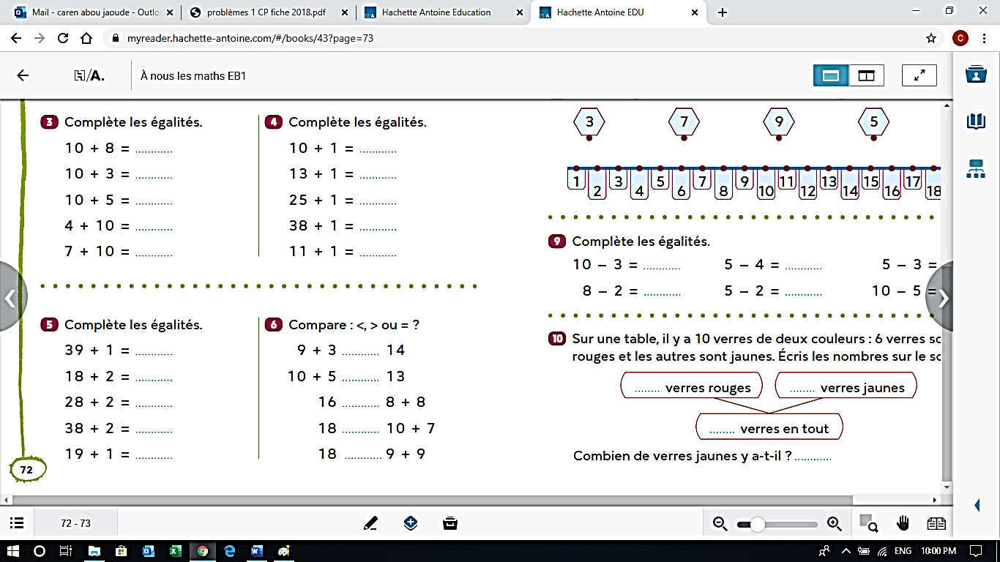 Mail - caren abou jaoude - Outlo
problèmes 1 CP fiche 2018.pdf
Hachette Antoine Education
Hachette Antoine EDU
myreader.hachette-antoine.com/#/books/43?page=73
C
H/A.
À nous les maths EB1
3 Complète les égalités.
10 + 8 = ............
10 + 3 = ............
10 + 5 = ............
4 + 10 = ............
7 + 10 = ............
4 Complète les égalités.
10 + 1 = ............
13 + 1 = ............
25 + 1 = ............
38 + 1 = ............
11 + 1 = ............
5 Complète les égalités.
39 + 1 = ............
18 + 2 = ............
28 + 2 = ............
38 + 2 = ............
19 + 1 = ............
6 Compare : <, > ou = ?
9 + 3 ............ 14
10 + 5 ............ 13
16 ............ 8 + 8
18 ............ 10 + 7
18 ............ 9 + 9
72
3 7 9 5
1 2 3 4 5 6 7 8 9 10 11 12 13 14 15 16 17 18
9 Complète les égalités.
10 – 3 = ............ 5 – 4 = ............ 5 – 3 =
8 – 2 = ............ 5 – 2 = ............ 10 – 5 =
10 Sur une table, il y a 10 verres de deux couleurs : 6 verres so
rouges et les autres sont jaunes. Écris les nombres sur le sc
........ verres rouges ........ verres jaunes
........ verres en tout
Combien de verres jaunes y a-t-il ? ............
72 - 73
ENG 10:00 PM